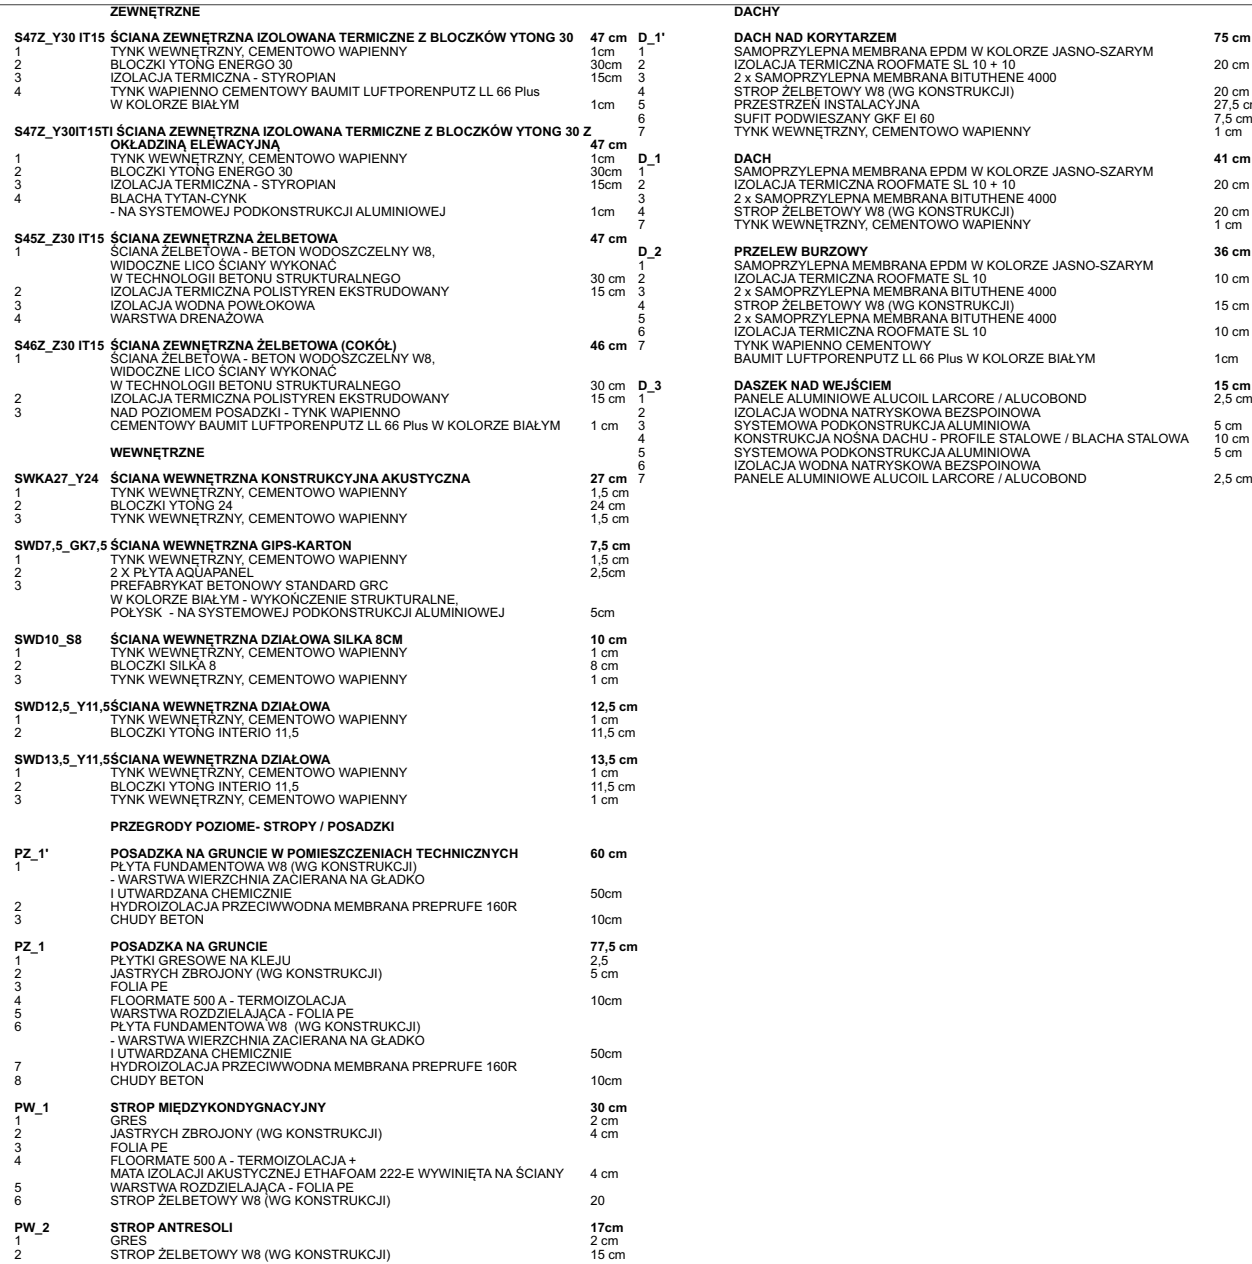 ZEWNĘTRZNE
S47Z_Y30 IT15 ŚCIANA ZEWNĘTRZNA IZOLOWANA TERMICZNE Z BLOCZKÓW YTONG 30 47 cm
1 TYNK WEWNĘTRZNY, CEMENTOWO WAPIENNY 1cm
2 BLOCZKI YTONG ENERGO 30 30cm
3 IZOLACJA TERMICZNA - STYROPIAN 15cm
4 TYNK WAPIENNO CEMENTOWY BAUMIT LUFTPORENPUTZ LL 66 Plus
W KOLORZE BIAŁYM 1cm
S47Z_Y30IT15TI ŚCIANA ZEWNĘTRZNA IZOLOWANA TERMICZNE Z BLOCZKÓW YTONG 30 Z
OKŁADZINĄ ELEWACYJNĄ 47 cm
1 TYNK WEWNĘTRZNY, CEMENTOWO WAPIENNY 1cm
2 BLOCZKI YTONG ENERGO 30 30cm
3 IZOLACJA TERMICZNA - STYROPIAN 15cm
4 BLACHA TYTAN-CYNK
- NA SYSTEMOWEJ PODKONSTRUKCJI ALUMINIOWEJ 1cm
S45Z_Z30 IT15 ŚCIANA ZEWNĘTRZNA ŻELBETOWA 47 cm
1 ŚCIANA ŻELBETOWA - BETON WODOSZCZELNY W8,
WIDOCZNE LICO ŚCIANY WYKONAĆ
W TECHNOLOGII BETONU STRUKTURALNEGO 30 cm
2 IZOLACJA TERMICZNA POLISTYREN EKSTRUDOWANY 15 cm
3 IZOLACJA WODNA POWŁOKOWA
4 WARSTWA DRENAŻOWA
S46Z_Z30 IT15 ŚCIANA ZEWNĘTRZNA ŻELBETOWA (COKÓŁ) 46 cm
1 ŚCIANA ŻELBETOWA - BETON WODOSZCZELNY W8,
WIDOCZNE LICO ŚCIANY WYKONAĆ
W TECHNOLOGII BETONU STRUKTURALNEGO 30 cm
2 IZOLACJA TERMICZNA POLISTYREN EKSTRUDOWANY 15 cm
3 NAD POZIOMEM POSADZKI - TYNK WAPIENNO
CEMENTOWY BAUMIT LUFTPORENPUTZ LL 66 Plus W KOLORZE BIAŁYM 1 cm
WEWNĘTRZNE
SWKA27_Y24 ŚCIANA WEWNĘTRZNA KONSTRUKCYJNA AKUSTYCZNA 27 cm
1 TYNK WEWNĘTRZNY, CEMENTOWO WAPIENNY 1,5 cm
2 BLOCZKI YTONG 24 24 cm
3 TYNK WEWNĘTRZNY, CEMENTOWO WAPIENNY 1,5 cm
SWD7,5_GK7,5 ŚCIANA WEWNĘTRZNA GIPS-KARTON 7,5 cm
1 TYNK WEWNĘTRZNY, CEMENTOWO WAPIENNY 1,5 cm
2 2 X PŁYTA AQUAPANEL 2,5cm
3 PREFABRYKAT BETONOWY STANDARD GRC
W KOLORZE BIAŁYM - WYKOŃCZENIE STRUKTURALNE,
POŁYSK - NA SYSTEMOWEJ PODKONSTRUKCJI ALUMINIOWEJ 5cm
SWD10_S8 ŚCIANA WEWNĘTRZNA DZIAŁOWA SILKA 8CM 10 cm
1 TYNK WEWNĘTRZNY, CEMENTOWO WAPIENNY 1 cm
2 BLOCZKI SILKA 8 8 cm
3 TYNK WEWNĘTRZNY, CEMENTOWO WAPIENNY 1 cm
SWD12,5_Y11,5ŚCIANA WEWNĘTRZNA DZIAŁOWA 12,5 cm
1 TYNK WEWNĘTRZNY, CEMENTOWO WAPIENNY 1 cm
2 BLOCZKI YTONG INTERIO 11,5 11,5 cm
SWD13,5_Y11,5ŚCIANA WEWNĘTRZNA DZIAŁOWA 13,5 cm
1 TYNK WEWNĘTRZNY, CEMENTOWO WAPIENNY 1 cm
2 BLOCZKI YTONG INTERIO 11,5 11,5 cm
3 TYNK WEWNĘTRZNY, CEMENTOWO WAPIENNY 1 cm
PRZEGRODY POZIOME- STROPY / POSADZKI
PZ_1' POSADZKA NA GRUNCIE W POMIESZCZENIACH TECHNICZNYCH 60 cm
1 PŁYTA FUNDAMENTOWA W8 (WG KONSTRUKCJI)
- WARSTWA WIERZCHNIA ZACIERANA NA GŁADKO
I UTWARDZANA CHEMICZNIE 50cm
2 HYDROIZOLACJA PRZECIWWODNA MEMBRANA PREPRUFE 160R
3 CHUDY BETON 10cm
PZ_1 POSADZKA NA GRUNCIE 77,5 cm
1 PŁYTKI GRESOWE NA KLEJU 2,5
2 JASTRYCH ZBROJONY (WG KONSTRUKCJI) 5 cm
3 FOLIA PE
4 FLOORMATE 500 A - TERMOIZOLACJA 10cm
5 WARSTWA ROZDZIELAJĄCA - FOLIA PE
6 PŁYTA FUNDAMENTOWA W8 (WG KONSTRUKCJI)
- WARSTWA WIERZCHNIA ZACIERANA NA GŁADKO
I UTWARDZANA CHEMICZNIE 50cm
7 HYDROIZOLACJA PRZECIWWODNA MEMBRANA PREPRUFE 160R
8 CHUDY BETON 10cm
PW_1 STROP MIĘDZYKONDYGNACYJNY 30 cm
1 GRES 2 cm
2 JASTRYCH ZBROJONY (WG KONSTRUKCJI) 4 cm
3 FOLIA PE
4 FLOORMATE 500 A - TERMOIZOLACJA +
MATA IZOLACJI AKUSTYCZNEJ ETHAFOAM 222-E WYWINIĘTA NA ŚCIANY 4 cm
5 WARSTWA ROZDZIELAJĄCA - FOLIA PE
6 STROP ŻELBETOWY W8 (WG KONSTRUKCJI) 20
PW_2 STROP ANTRESOLI 17cm
1 GRES 2 cm
2 STROP ŻELBETOWY W8 (WG KONSTRUKCJI) 15 cm
DACHY
D_1' DACH NAD KORYTARZEM 75 cm
1 SAMOPRZYLEPNA MEMBRANA EPDM W KOLORZE JASNO-SZARYM
2 IZOLACJA TERMICZNA ROOFMATE SL 10 + 10 20 cm
3 2 x SAMOPRZYLEPNA MEMBRANA BITUTHENE 4000
4 STROP ŻELBETOWY W8 (WG KONSTRUKCJI) 20 cm
5 PRZESTRZEŃ INSTALACYJNA 27,5 c
6 SUFIT PODWIESZANY GKF EI 60 7,5 cm
7 TYNK WEWNĘTRZNY, CEMENTOWO WAPIENNY 1 cm
D_1 DACH 41 cm
1 SAMOPRZYLEPNA MEMBRANA EPDM W KOLORZE JASNO-SZARYM
2 IZOLACJA TERMICZNA ROOFMATE SL 10 + 10 20 cm
3 2 x SAMOPRZYLEPNA MEMBRANA BITUTHENE 4000
4 STROP ŻELBETOWY W8 (WG KONSTRUKCJI) 20 cm
7 TYNK WEWNĘTRZNY, CEMENTOWO WAPIENNY 1 cm
D_2 PRZELEW BURZOWY 36 cm
1 SAMOPRZYLEPNA MEMBRANA EPDM W KOLORZE JASNO-SZARYM
2 IZOLACJA TERMICZNA ROOFMATE SL 10 10 cm
3 2 x SAMOPRZYLEPNA MEMBRANA BITUTHENE 4000
4 STROP ŻELBETOWY W8 (WG KONSTRUKCJI) 15 cm
5 2 x SAMOPRZYLEPNA MEMBRANA BITUTHENE 4000
6 IZOLACJA TERMICZNA ROOFMATE SL 10 10 cm
7 TYNK WAPIENNO CEMENTOWY
BAUMIT LUFTPORENPUTZ LL 66 Plus W KOLORZE BIAŁYM 1cm
D_3 DASZEK NAD WEJŚCIEM 15 cm
1 PANELE ALUMINIOWE ALUCOIL LARCORE / ALUCOBOND 2,5 cm
2 IZOLACJA WODNA NATRYSKOWA BEZSPOINOWA
3 SYSTEMOWA PODKONSTRUKCJA ALUMINIOWA 5 cm
4 KONSTRUKCJA NOŚNA DACHU - PROFILE STALOWE / BLACHA STALOWA 10 cm
5 SYSTEMOWA PODKONSTRUKCJA ALUMINIOWA 5 cm
6 IZOLACJA WODNA NATRYSKOWA BEZSPOINOWA
7 PANELE ALUMINIOWE ALUCOIL LARCORE / ALUCOBOND 2,5 cm